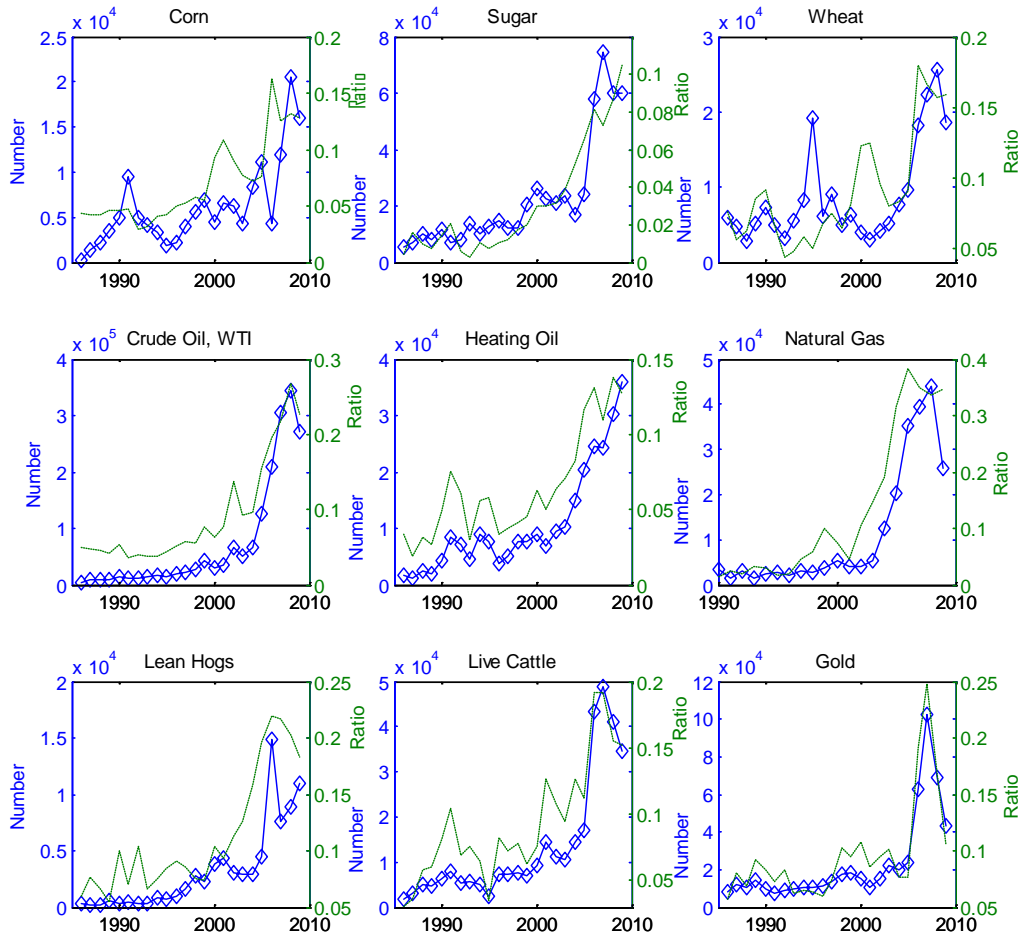 Corn
x 10^4
Number
2.5
2
1.5
1
0.5
0
0.2
0.15
0.1
0.05
0
Ratio
1990 2000 2010
Sugar
x 10^4
Number
8
6
4
2
0
0.1
0.08
0.06
0.04
0.02
0
Ratio
1990 2000 2010
Wheat
x 10^4
Number
3
2
1
0
0.2
0.15
0.1
0.05
Ratio
1990 2000 2010
Crude Oil, WTI
x 10^5
Number
4
3
2
1
0
0.3
0.2
0.1
0
Ratio
1990 2000 2010
Heating Oil
x 10^4
Number
4
3
2
1
0
0.15
0.1
0.05
0
Ratio
1990 2000 2010
Natural Gas
x 10^4
Number
5
4
3
2
1
0
0.4
0.3
0.2
0.1
0
Ratio
1990 2000 2010
Lean Hogs
x 10^4
Number
2
1.5
1
0.5
0
0.25
0.2
0.15
0.1
0.05
Ratio
1990 2000 2010
Live Cattle
x 10^4
Number
5
4
3
2
1
0
0.2
0.15
0.1
0.05
0.03
Ratio
1990 2000 2010
Gold
x 10^4
Number
12
10
8
6
4
2
0
0.25
0.2
0.15
0.1
0.05
Ratio
1990 2000 2010